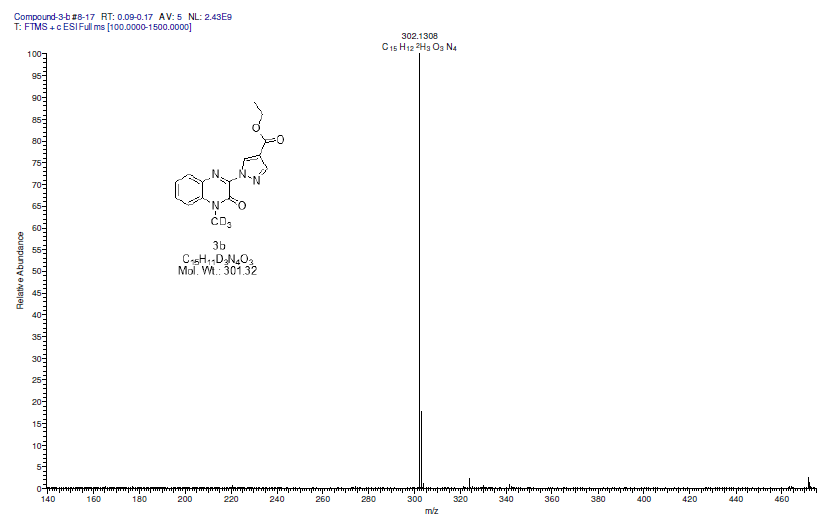 Compound-3-b #8-17 RT: 0.09-0.17 AV: 5 NL: 2.43E9
T: FTMS + c ESI Full ms [100.0000-1500.0000]
302.1308
C15 H12 2H3 O3 N4
100
95
90
85
80
75
70
65
60
55
50
45
40
35
30
25
20
15
10
5
0
Relative Abundance
O
O
N
N
N
N
O
CD3
3b
C15H11D3N4O3
Mol. Wt.: 301.32
140 160 180 200 220 240 260 280 300 320 340 360 380 400 420 440 460
m/z